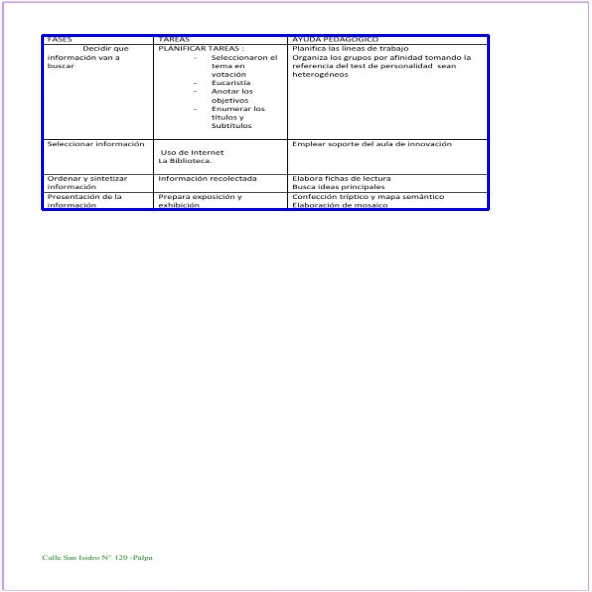 FASES TAREAS AYUDA PEDAGOGICO
Decidir que información van a buscar
PLANIFICAR TAREAS :
- Seleccionaron el tema en votación
- Eucaristía
- Anotar los objetivos
- Enumerar los títulos y Subtítulos
Planifica las líneas de trabajo
Organiza los grupos por afinidad tomando la
referencia del test de personalidad sean
heterogéneos
Seleccionar información
Uso de Internet
La Biblioteca.
Emplear soporte del aula de innovación
Ordenar y sintetizar
información
Información recolectada
Elabora fichas de lectura
Busca ideas principales
Presentación de la
información
Prepara exposición y
exhibición
Confección tríptico y mapa semántico
Elaboración de mosaico
Calle San Isidro N° 120 -Palpa